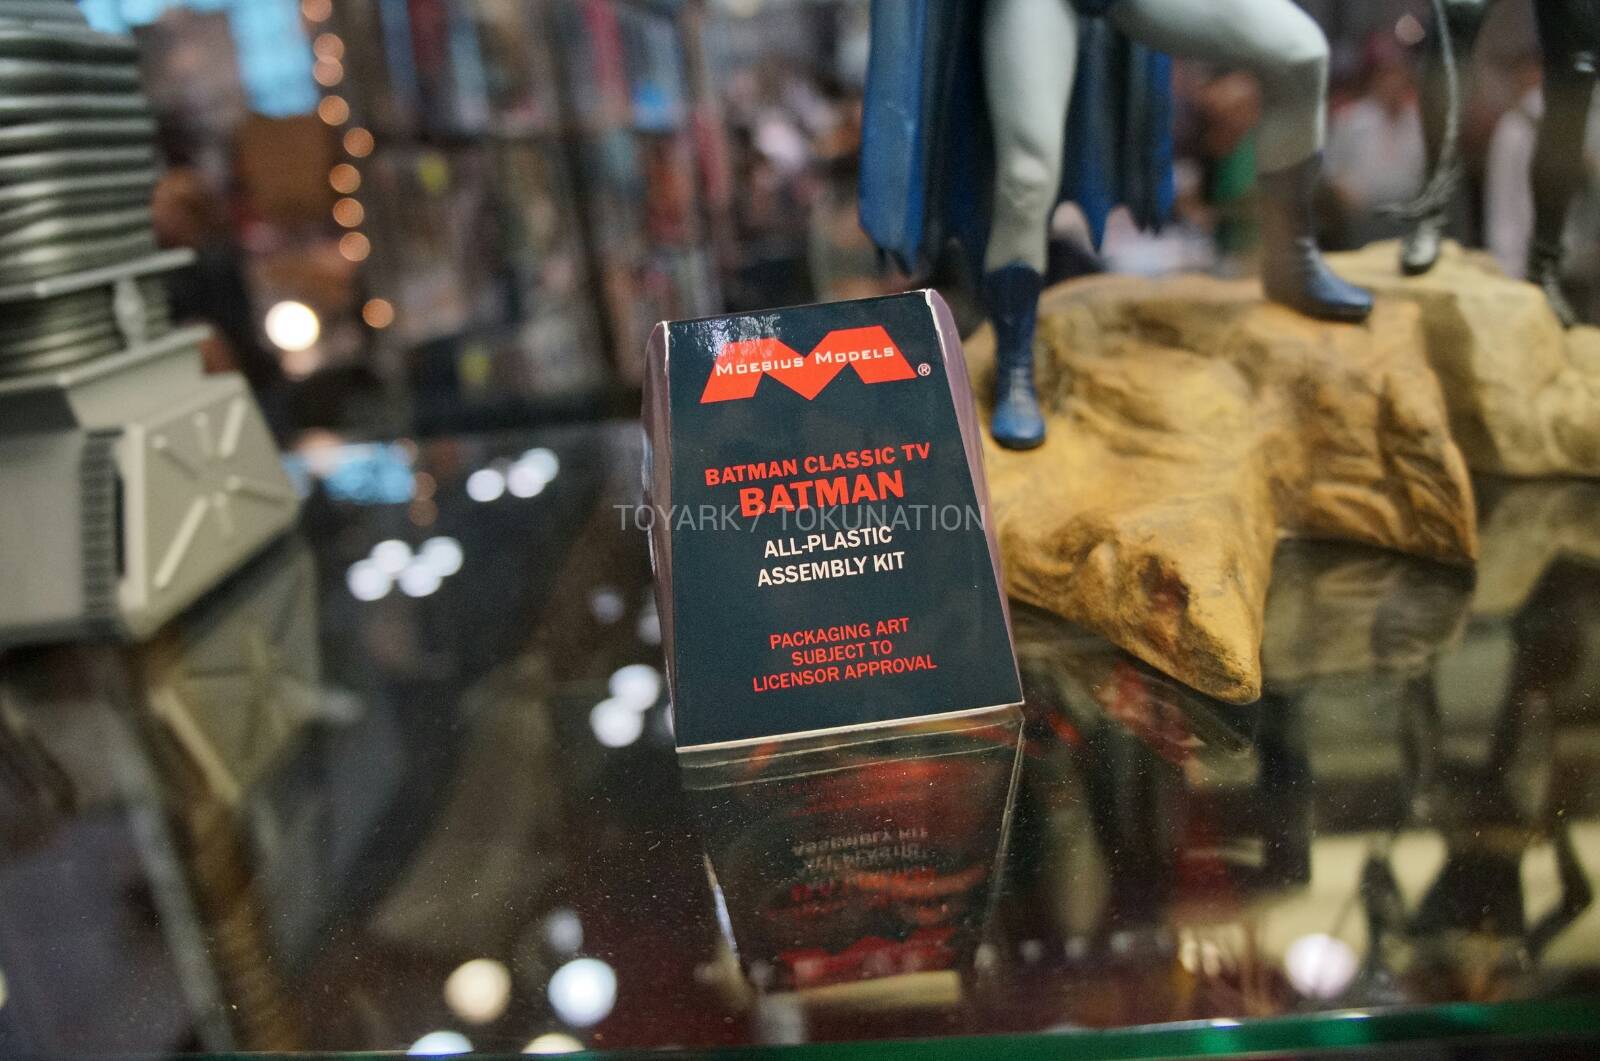 MOEBIUS MODELS ®
BATMAN CLASSIC TV
BATMAN
TOYARK / TOKUNATION
ALL-PLASTIC
ASSEMBLY KIT
PACKAGING ART
SUBJECT TO
LICENSOR APPROVAL